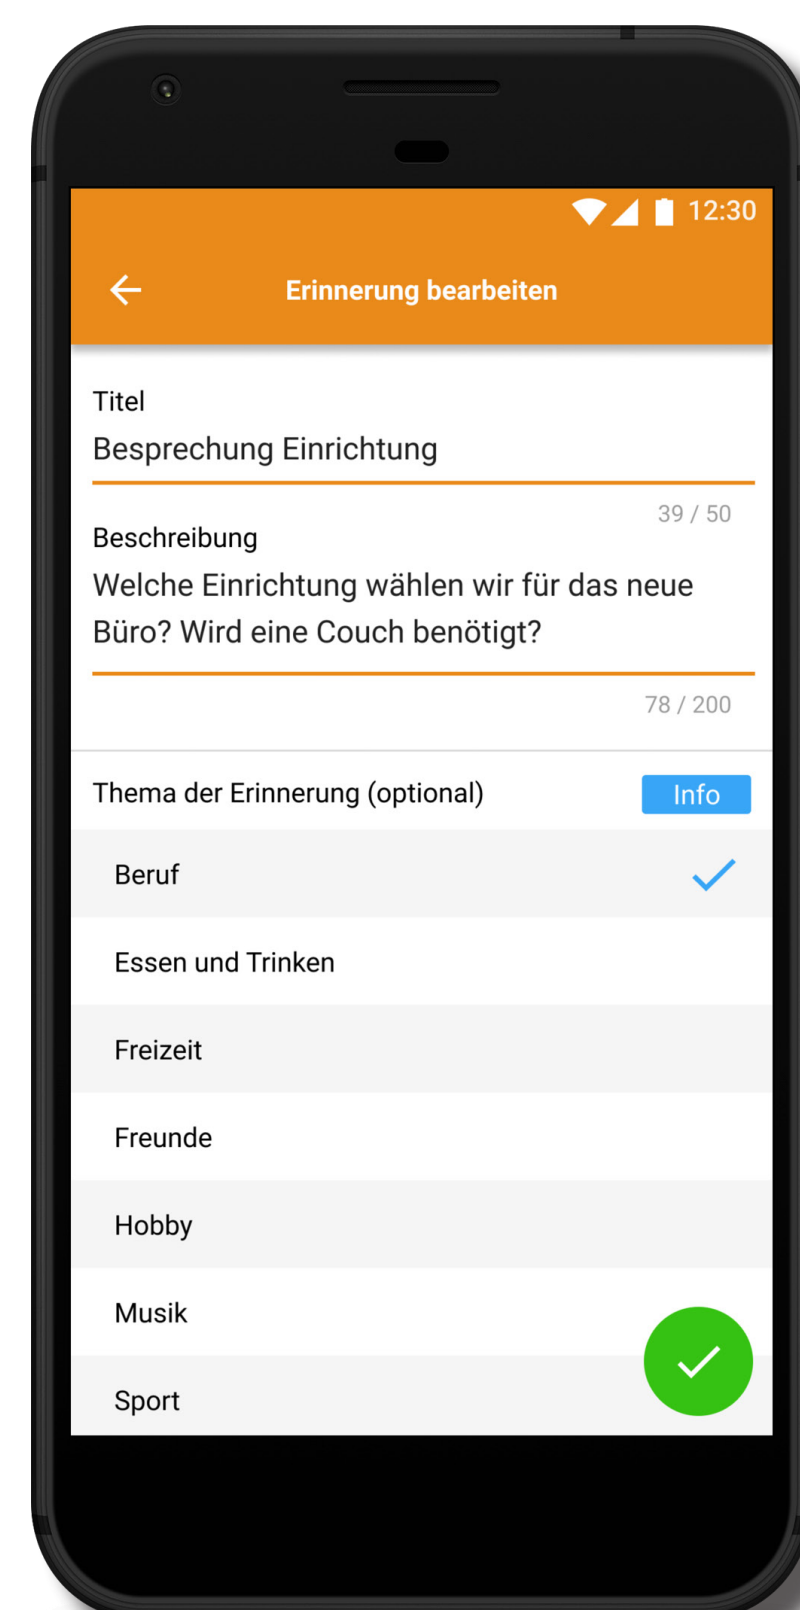 12:30
Erinnerung bearbeiten
Titel
Besprechung Einrichtung
39 / 50
Beschreibung
Welche Einrichtung wählen wir für das neue
Büro? Wird eine Couch benötigt?
78 / 200
Thema der Erinnerung (optional)
Info
Beruf
Essen und Trinken
Freizeit
Freunde
Hobby
Musik
Sport